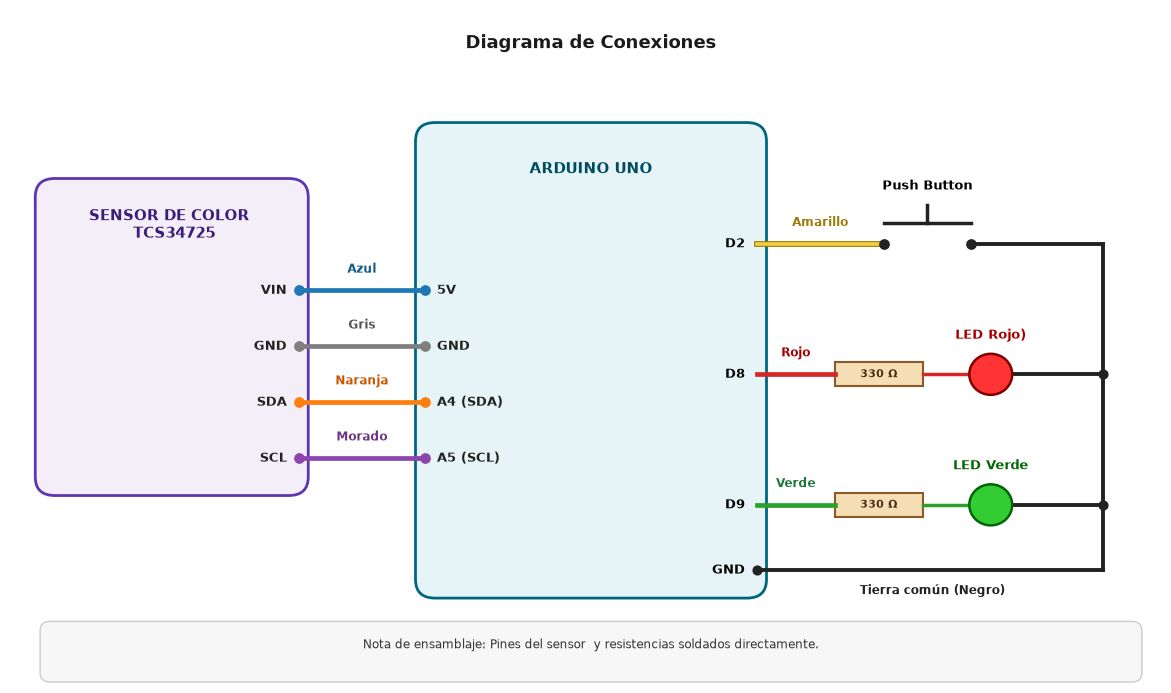 Diagrama de Conexiones
ARDUINO UNO
SENSOR DE COLOR
TCS34725
Push Button
Amarillo
D2
Azul
VIN
5V
Gris
GND
GND
LED Rojo)
Rojo
D8
330 Ω
Naranja
SDA
A4 (SDA)
Morado
SCL
A5 (SCL)
LED Verde
Verde
D9
330 Ω
GND
Tierra común (Negro)
Nota de ensamblaje: Pines del sensor  y resistencias soldados directamente.